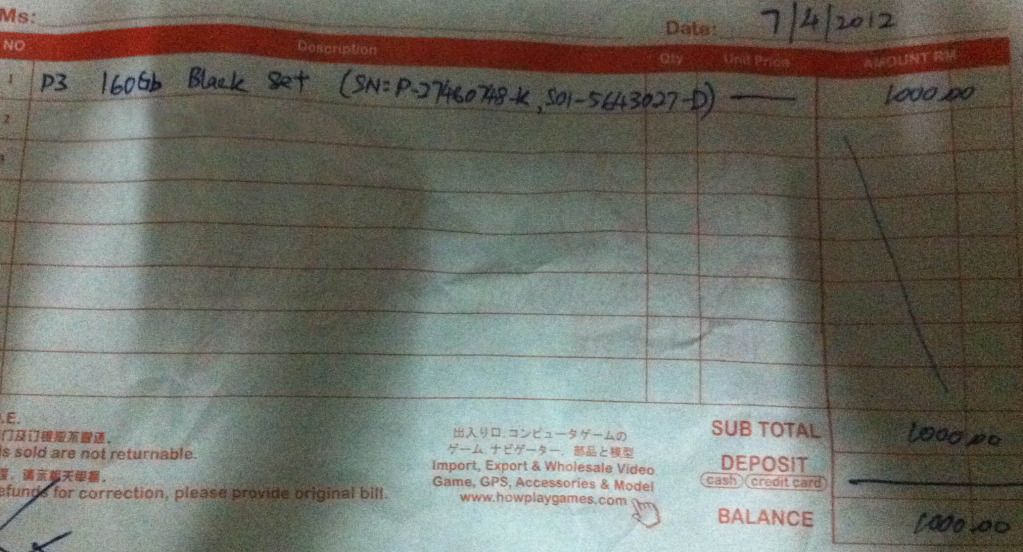 Ms:
Date: 7/4/2012
NO Description Qty Unit Price AMOUNT RM
1 P3 160Gb Black Set (SN=P-27460748-K, S01-5643027-D) — 1000.00
2
.E.
s sold are not returnable.
efunds for correction, please provide original bill.
出入り口.コンピュータゲームの
ゲーム.ナビゲーター. 部品と模型
Import, Export & Wholesale Video
Game, GPS, Accessories & Model
www.howplaygames.com
SUB TOTAL 1000.00
DEPOSIT
cash credit card
BALANCE 1000.00